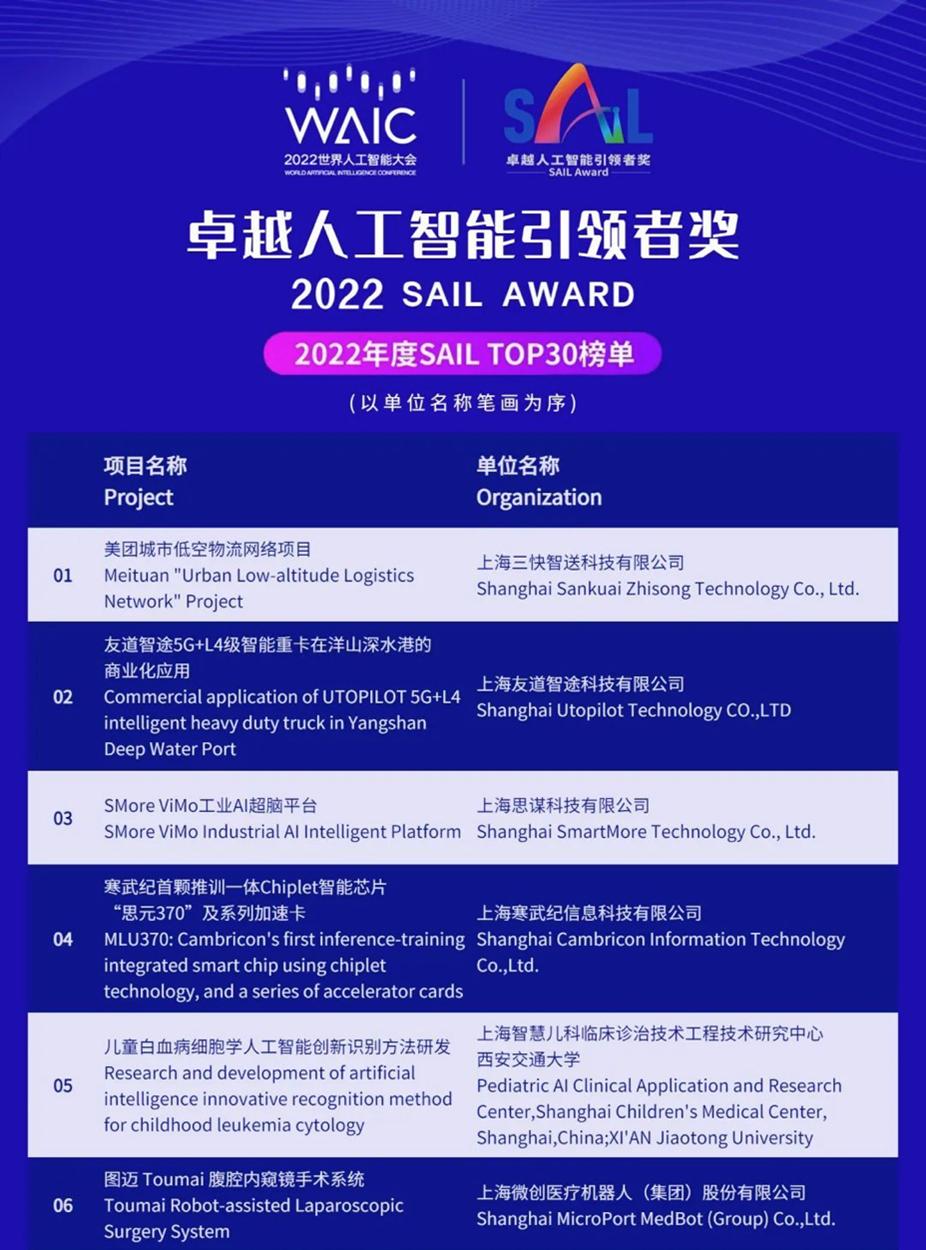 WAIC
2022世界人工智能大会
WORLD ARTIFICIAL INTELLIGENCE CONFERENCE
SAIL
卓越人工智能引领者奖
SAIL Award
卓越人工智能引领者奖
2022 SAIL AWARD
2022年度SAIL TOP30榜单
(以单位名称笔画为序)
项目名称
Project
单位名称
Organization
01
美团城市低空物流网络项目
Meituan "Urban Low-altitude Logistics
Network" Project
上海三快智送科技有限公司
Shanghai Sankuai Zhisong Technology Co., Ltd.
02
友道智途5G+L4级智能重卡在洋山深水港的
商业化应用
Commercial application of UTOPILOT 5G+L4
intelligent heavy duty truck in Yangshan
Deep Water Port
上海友道智途科技有限公司
Shanghai Utopilot Technology CO.,LTD
03
SMore ViMo工业AI超脑平台
SMore ViMo Industrial AI Intelligent Platform
上海思谋科技有限公司
Shanghai SmartMore Technology Co., Ltd.
04
寒武纪首颗推训一体Chiplet智能芯片
“思元370”及系列加速卡
MLU370: Cambricon's first inference-training
integrated smart chip using chiplet
technology, and a series of accelerator cards
上海寒武纪信息科技有限公司
Shanghai Cambricon Information Technology
Co.,Ltd.
05
儿童白血病细胞学人工智能创新识别方法研发
Research and development of artificial
intelligence innovative recognition method
for childhood leukemia cytology
上海智慧儿科临床诊治技术工程技术研究中心
西安交通大学
Pediatric AI Clinical Application and Research
Center,Shanghai Children's Medical Center,
Shanghai,China;XI'AN Jiaotong University
06
图迈 Toumai 腹腔内窥镜手术系统
Toumai Robot-assisted Laparoscopic
Surgery System
上海微创医疗机器人（集团）股份有限公司
Shanghai MicroPort MedBot (Group) Co.,Ltd.